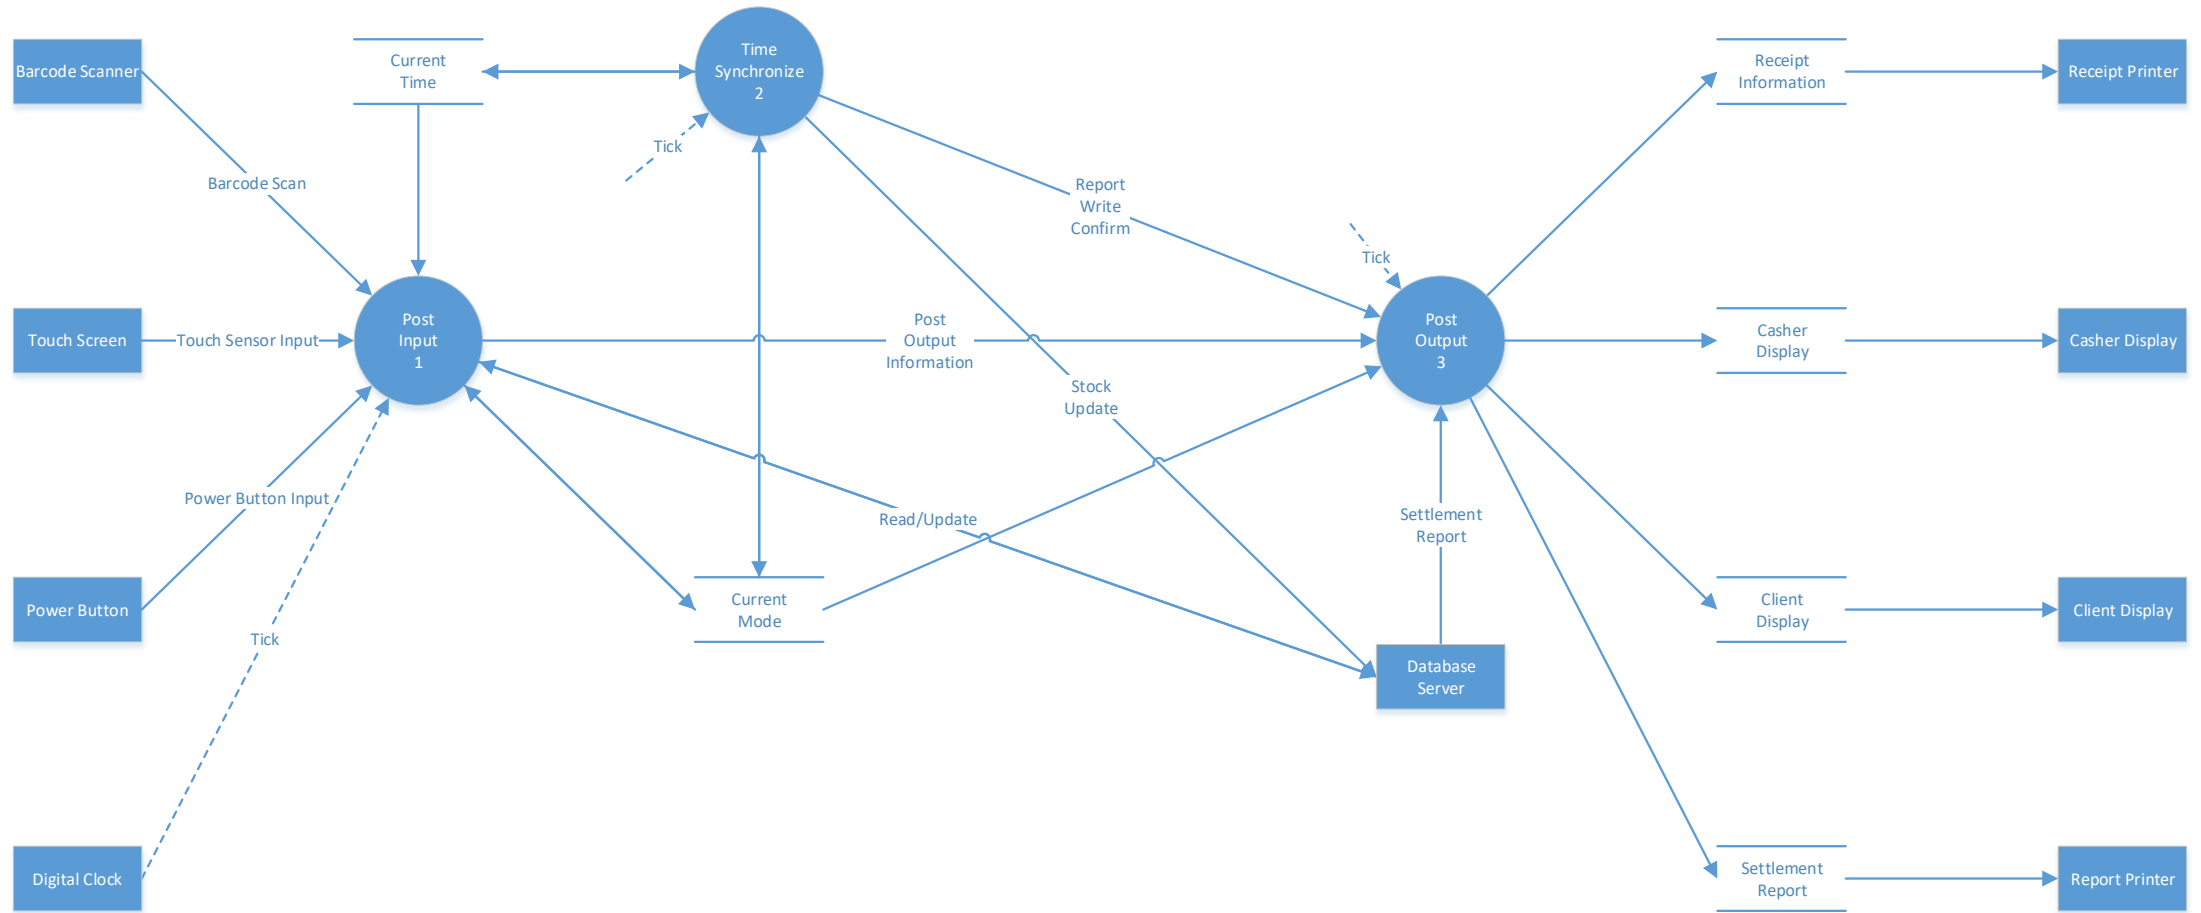 Barcode Scanner
Current
Time
Time
Synchronize
2
Receipt
Information
Receipt Printer
Tick
Barcode Scan
Report
Write
Confirm
Tick
Touch Screen
Touch Sensor Input
Post
Input
1
Post
Output
Information
Post
Output
3
Casher
Display
Casher Display
Stock
Update
Power Button Input
Read/Update
Settlement
Report
Power Button
Tick
Current
Mode
Database
Server
Client
Display
Client Display
Digital Clock
Settlement
Report
Report Printer